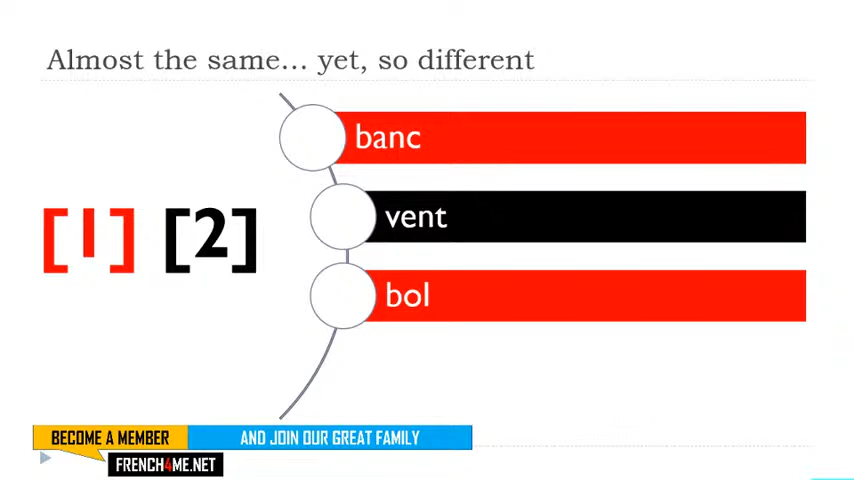 Almost the same... yet, so different
banc
[1] [2]
vent
bol
BECOME A MEMBER
AND JOIN OUR GREAT FAMILY
FRENCH4ME.NET